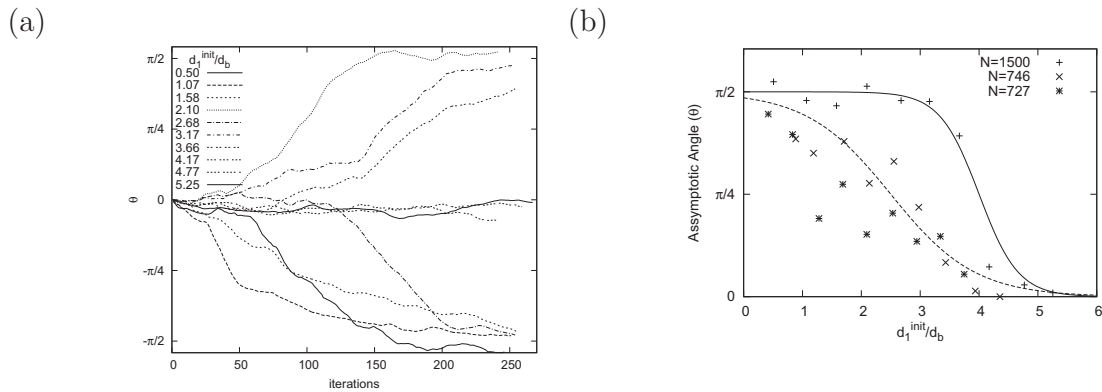 (a)
π/2
π/4
0
-π/4
-π/2
θ
d₁ⁱⁿⁱᵗ/d_b
0.50
1.07
1.58
2.10
2.68
3.17
3.66
4.17
4.77
5.25
0 50 100 150 200 250
iterations
(b)
N=1500
N=746
N=727
π/2
π/4
0
Assymptotic Angle (θ)
0 1 2 3 4 5 6
d₁ⁱⁿⁱᵗ/d_b